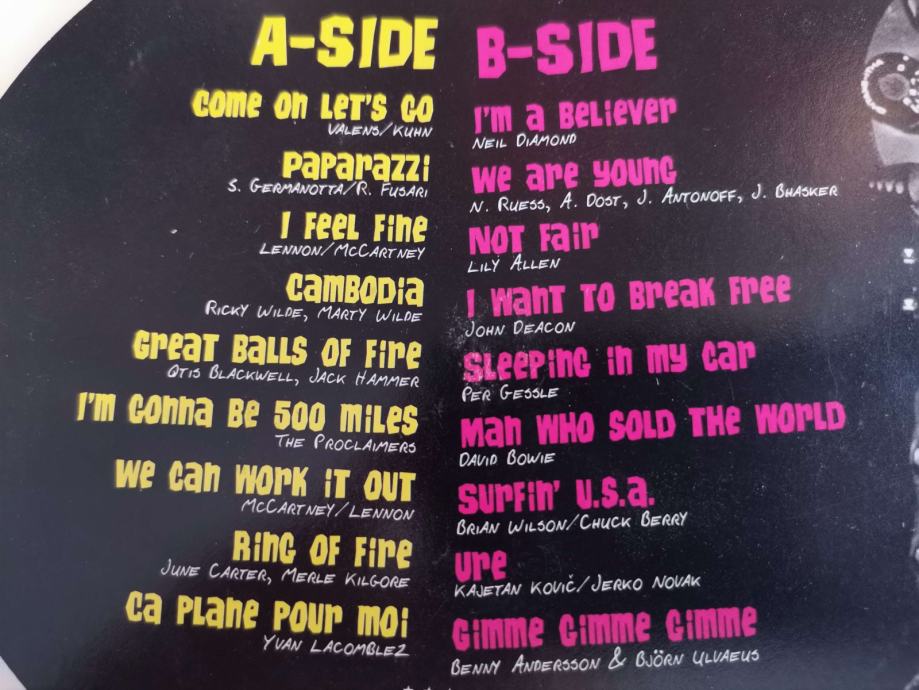 A-SIDE
COME ON LET'S GO
VALENS/KUHN
PAPARAZZI
S. GERMANOTTA/R. FUSARI
I FEEL FINE
LENNON/MCCARTNEY
CAMBODIA
RICKY WILDE, MARTY WILDE
GREAT BALLS OF FIRE
OTIS BLACKWELL, JACK HAMMER
I'M GONNA BE 500 MILES
THE PROCLAIMERS
WE CAN WORK IT OUT
MCCARTNEY/LENNON
RING OF FIRE
JUNE CARTER, MERLE KILGORE
CA PLANE POUR MOI
YVAN LACOMBLEZ
B-SIDE
I'M A BELIEVER
NEIL DIAMOND
WE ARE YOUNG
N. RUESS, A. DOST, J. ANTONOFF, J. BHASKER
NOT FAIR
LILY ALLEN
I WANT TO BREAK FREE
JOHN DEACON
SLEEPING IN MY CAR
PER GESSLE
MAN WHO SOLD THE WORLD
DAVID BOWIE
SURFIN' U.S.A.
BRIAN WILSON/CHUCK BERRY
URE
KAJETAN KOVIČ/JERKO NOVAK
GIMME GIMME GIMME
BENNY ANDERSSON & BJÖRN ULVAEUS